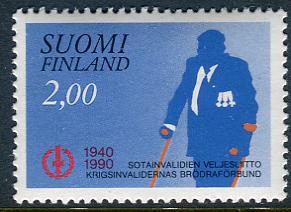 SUOMI
FINLAND
2,00
1940
1990
SOTAINVALIDIEN VELJESLIITTO
KRIGSINVALIDERNAS BRÖDRAFÖRBUND